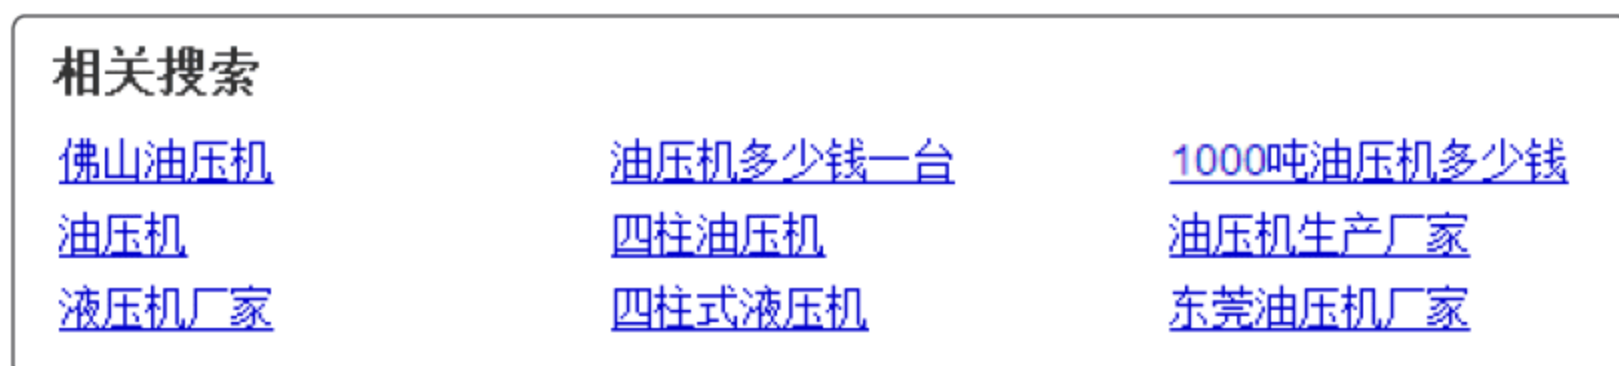 相关搜索
佛山油压机 油压机多少钱一台 1000吨油压机多少钱
油压机 四柱油压机 油压机生产厂家
液压机厂家 四柱式液压机 东莞油压机厂家